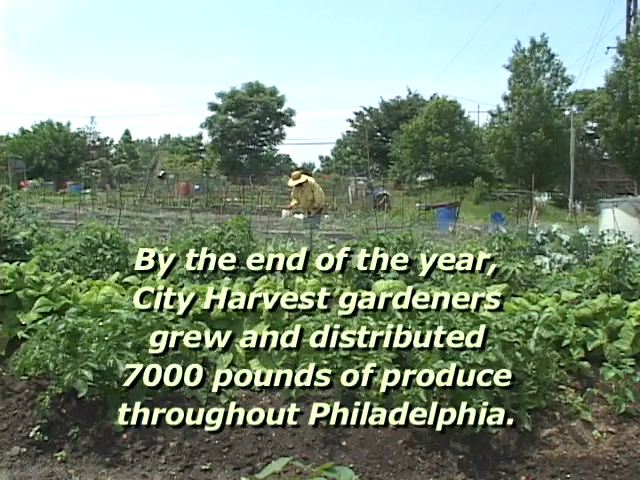 By the end of the year,
City Harvest gardeners
grew and distributed
7000 pounds of produce
throughout Philadelphia.